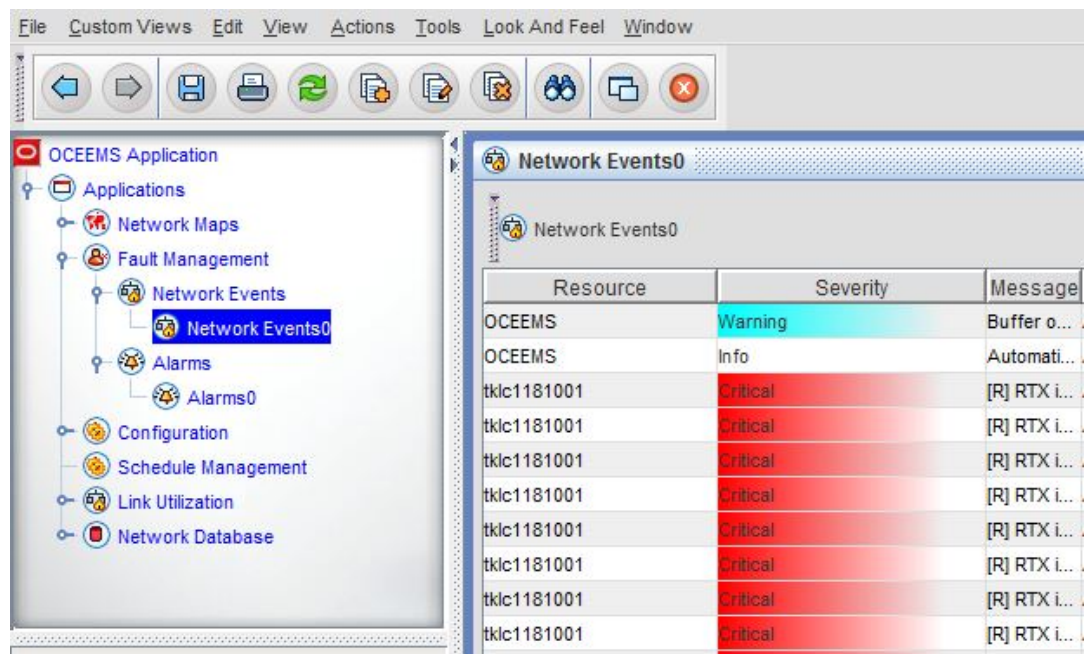 File Custom Views Edit View Actions Tools Look And Feel Window
OCEEMS Application
Applications
Network Maps
Fault Management
Network Events
Network Events0
Alarms
Alarms0
Configuration
Schedule Management
Link Utilization
Network Database
Network Events0
Network Events0
Resource Severity Message
OCEEMS Warning Buffer o...
OCEEMS Info Automati...
tklc1181001 Critical [R] RTX i...
tklc1181001 Critical [R] RTX i...
tklc1181001 Critical [R] RTX i...
tklc1181001 Critical [R] RTX i...
tklc1181001 Critical [R] RTX i...
tklc1181001 Critical [R] RTX i...
tklc1181001 Critical [R] RTX i...
tklc1181001 Critical [R] RTX i...